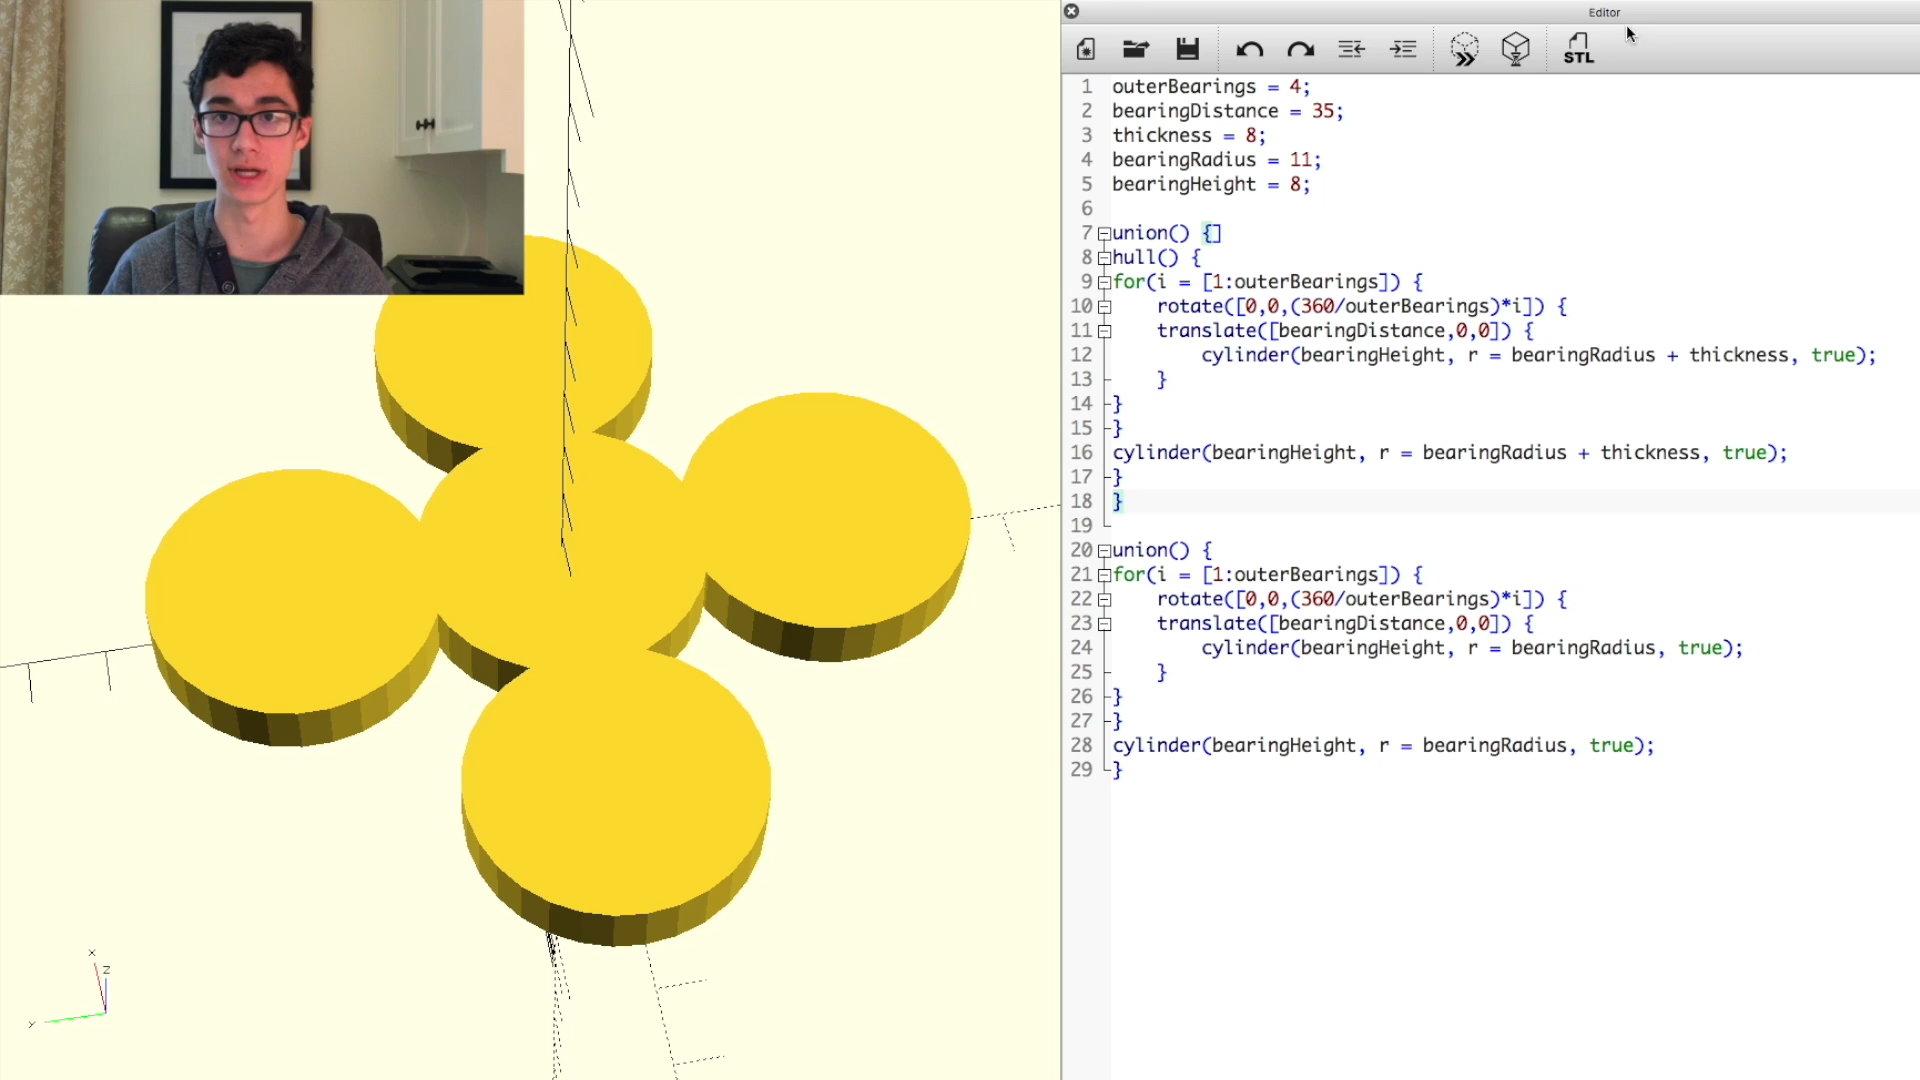 Editor
STL
1 outerBearings = 4;
2 bearingDistance = 35;
3 thickness = 8;
4 bearingRadius = 11;
5 bearingHeight = 8;
6
7 union() {]
8 hull() {
9 for(i = [1:outerBearings]) {
10     rotate([0,0,(360/outerBearings)*i]) {
11     translate([bearingDistance,0,0]) {
12         cylinder(bearingHeight, r = bearingRadius + thickness, true);
13     }
14 }
15 }
16 cylinder(bearingHeight, r = bearingRadius + thickness, true);
17 }
18 }
19
20 union() {
21 for(i = [1:outerBearings]) {
22     rotate([0,0,(360/outerBearings)*i]) {
23     translate([bearingDistance,0,0]) {
24         cylinder(bearingHeight, r = bearingRadius, true);
25     }
26 }
27 }
28 cylinder(bearingHeight, r = bearingRadius, true);
29 }
x
z
y